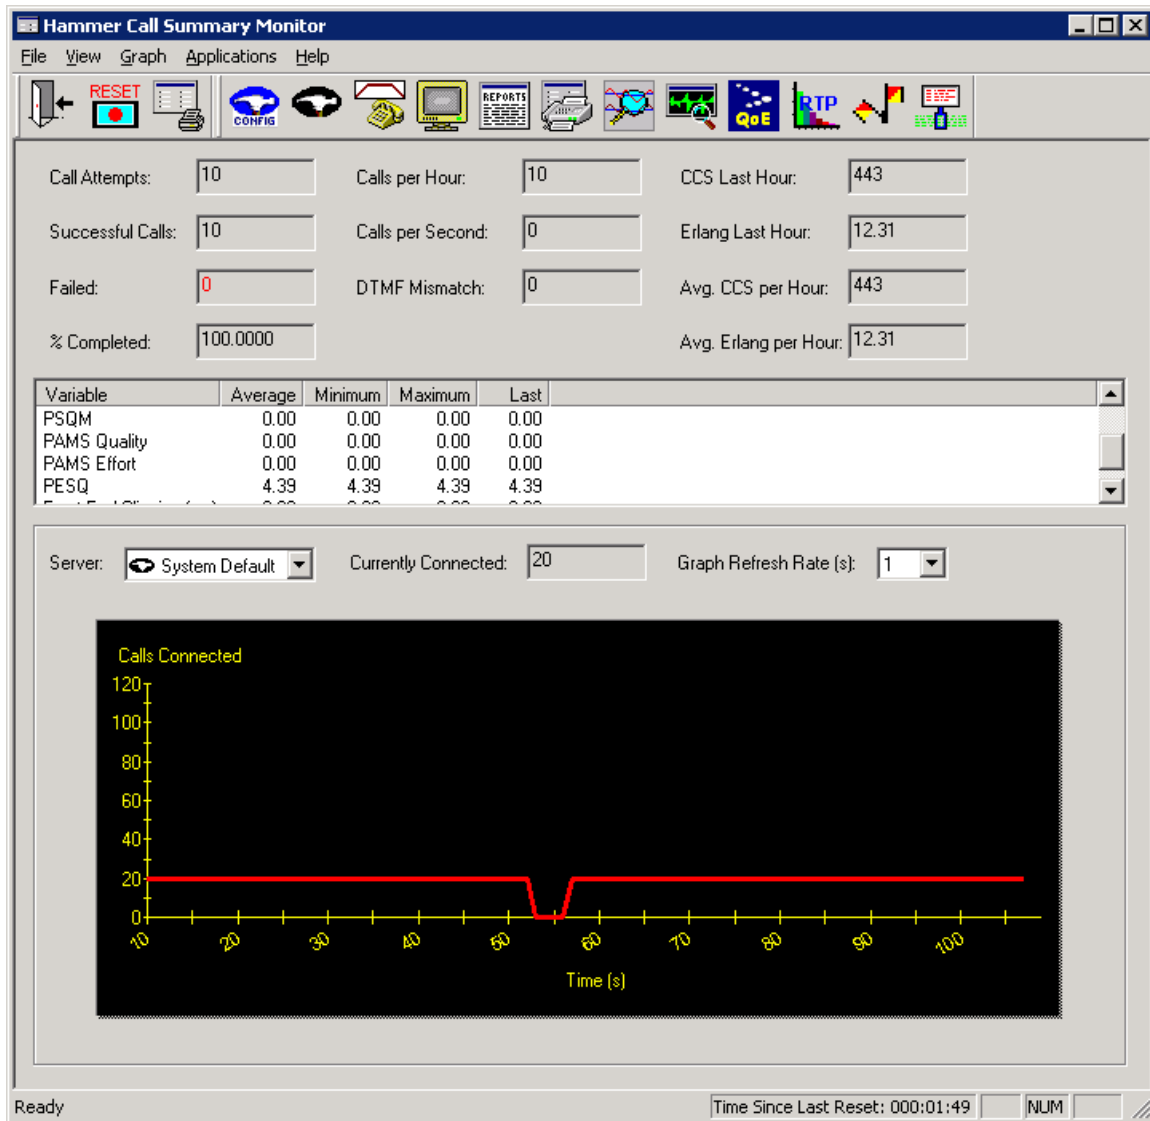 Hammer Call Summary Monitor
File View Graph Applications Help
RESET
CONFIG
REPORTS
QoE
RTP
Call Attempts: 10 Calls per Hour: 10 CCS Last Hour: 443
Successful Calls: 10 Calls per Second: 0 Erlang Last Hour: 12.31
Failed: 0 DTMF Mismatch: 0 Avg. CCS per Hour: 443
% Completed: 100.0000 Avg. Erlang per Hour: 12.31
Variable Average Minimum Maximum Last
PSQM 0.00 0.00 0.00 0.00
PAMS Quality 0.00 0.00 0.00 0.00
PAMS Effort 0.00 0.00 0.00 0.00
PESQ 4.39 4.39 4.39 4.39
Server: System Default Currently Connected: 20 Graph Refresh Rate (s): 1
Calls Connected
120
100
80
60
40
20
0
10 20 30 40 50 60 70 80 90 100
Time (s)
Ready Time Since Last Reset: 000:01:49 NUM